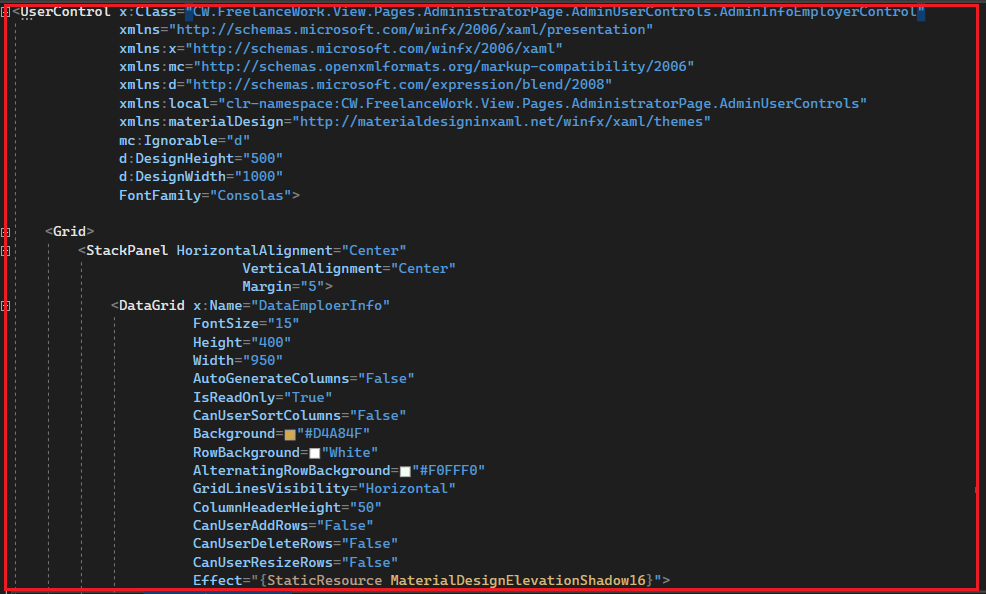 <UserControl x:Class="CW.FreelanceWork.View.Pages.AdministratorPage.AdminUserControls.AdminInfoEmployerControl"
xmlns="http://schemas.microsoft.com/winfx/2006/xaml/presentation"
xmlns:x="http://schemas.microsoft.com/winfx/2006/xaml"
xmlns:mc="http://schemas.openxmlformats.org/markup-compatibility/2006"
xmlns:d="http://schemas.microsoft.com/expression/blend/2008"
xmlns:local="clr-namespace:CW.FreelanceWork.View.Pages.AdministratorPage.AdminUserControls"
xmlns:materialDesign="http://materialdesigninxaml.net/winfx/xaml/themes"
mc:Ignorable="d"
d:DesignHeight="500"
d:DesignWidth="1000"
FontFamily="Consolas">
<Grid>
<StackPanel HorizontalAlignment="Center"
VerticalAlignment="Center"
Margin="5">
<DataGrid x:Name="DataEmploerInfo"
FontSize="15"
Height="400"
Width="950"
AutoGenerateColumns="False"
IsReadOnly="True"
CanUserSortColumns="False"
Background="#D4A84F"
RowBackground="White"
AlternatingRowBackground="#F0FFF0"
GridLinesVisibility="Horizontal"
ColumnHeaderHeight="50"
CanUserAddRows="False"
CanUserDeleteRows="False"
CanUserResizeRows="False"
Effect="{StaticResource MaterialDesignElevationShadow16}">